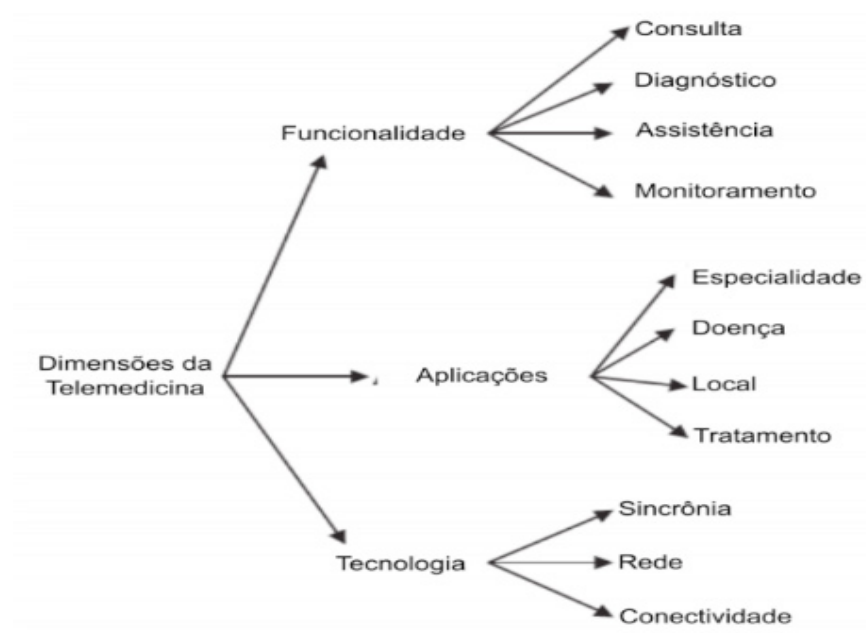 Consulta
Diagnóstico
Funcionalidade
Assistência
Monitoramento
Especialidade
Doença
Dimensões da
Telemedicina
Aplicações
Local
Tratamento
Sincrônia
Tecnologia
Rede
Conectividade